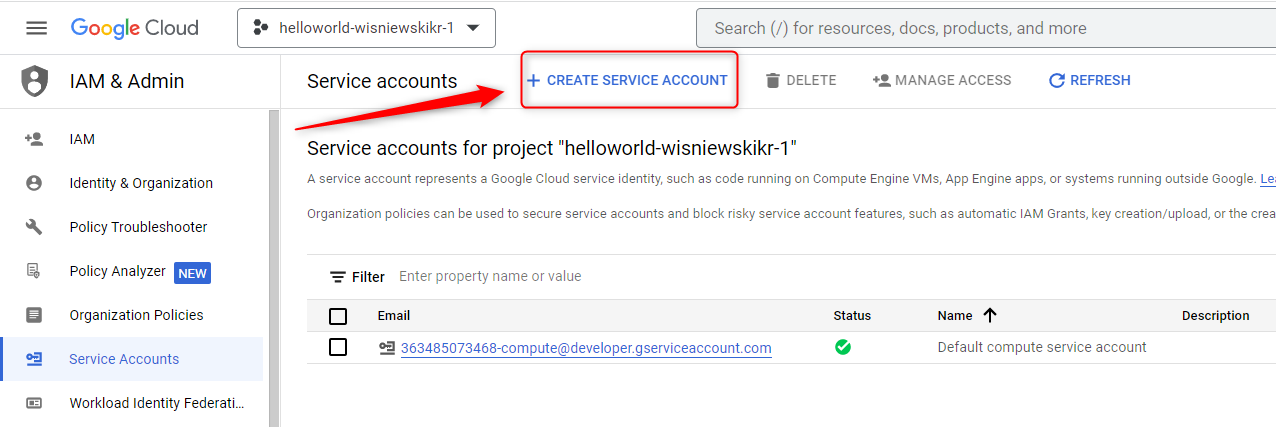 Google Cloud
helloworld-wisniewskikr-1
Search (/) for resources, docs, products, and more
IAM & Admin
Service accounts
+ CREATE SERVICE ACCOUNT
DELETE
MANAGE ACCESS
REFRESH
IAM
Identity & Organization
Policy Troubleshooter
Policy Analyzer NEW
Organization Policies
Service Accounts
Workload Identity Federati...
Service accounts for project "helloworld-wisniewskikr-1"
A service account represents a Google Cloud service identity, such as code running on Compute Engine VMs, App Engine apps, or systems running outside Google. Le
Organization policies can be used to secure service accounts and block risky service account features, such as automatic IAM Grants, key creation/upload, or the crea
Filter Enter property name or value
Email Status Name Description
363485073468-compute@developer.gserviceaccount.com Default compute service account